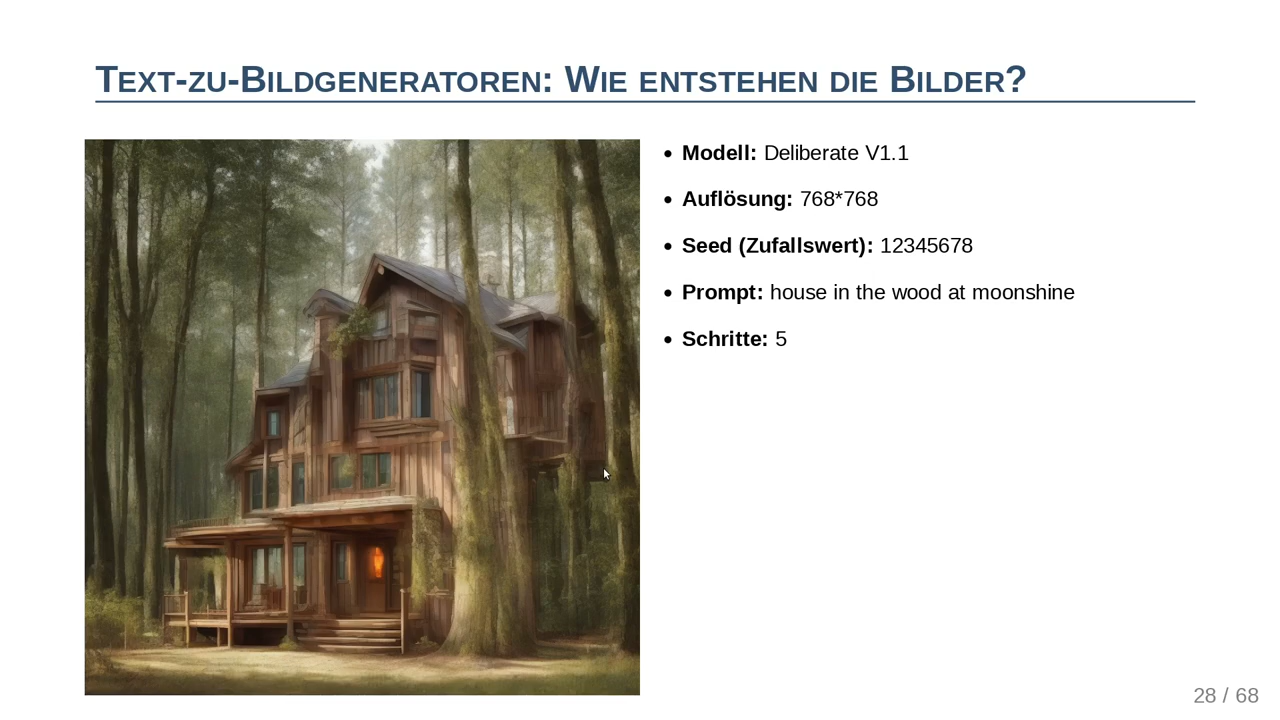 Text-zu-Bildgeneratoren: Wie entstehen die Bilder?
• Modell: Deliberate V1.1
• Auflösung: 768*768
• Seed (Zufallswert): 12345678
• Prompt: house in the wood at moonshine
• Schritte: 5
28 / 68